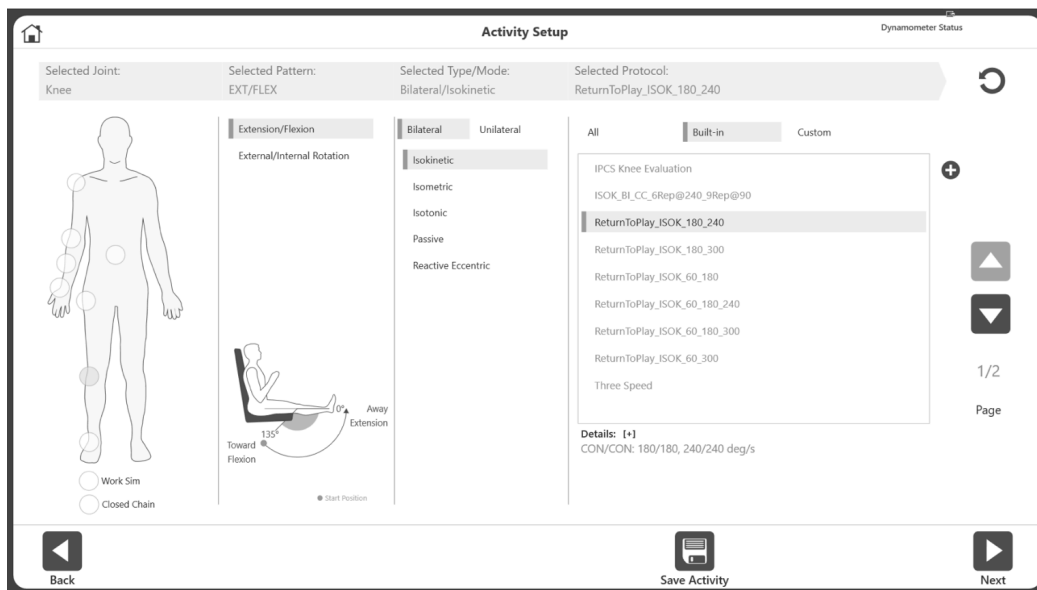 Activity Setup
Dynamometer Status
Selected Joint:
Knee
Selected Pattern:
EXT/FLEX
Selected Type/Mode:
Bilateral/Isokinetic
Selected Protocol:
ReturnToPlay_ISOK_180_240
Work Sim
Closed Chain
Extension/Flexion
External/Internal Rotation
0°
Away
Extension
135°
Toward
Flexion
Start Position
Bilateral Unilateral
Isokinetic
Isometric
Isotonic
Passive
Reactive Eccentric
All Built-in Custom
IPCS Knee Evaluation
ISOK_BI_CC_6Rep@240_9Rep@90
ReturnToPlay_ISOK_180_240
ReturnToPlay_ISOK_180_300
ReturnToPlay_ISOK_60_180
ReturnToPlay_ISOK_60_180_240
ReturnToPlay_ISOK_60_180_300
ReturnToPlay_ISOK_60_300
Three Speed
Details: [+]
CON/CON: 180/180, 240/240 deg/s
1/2
Page
Back
Save Activity
Next